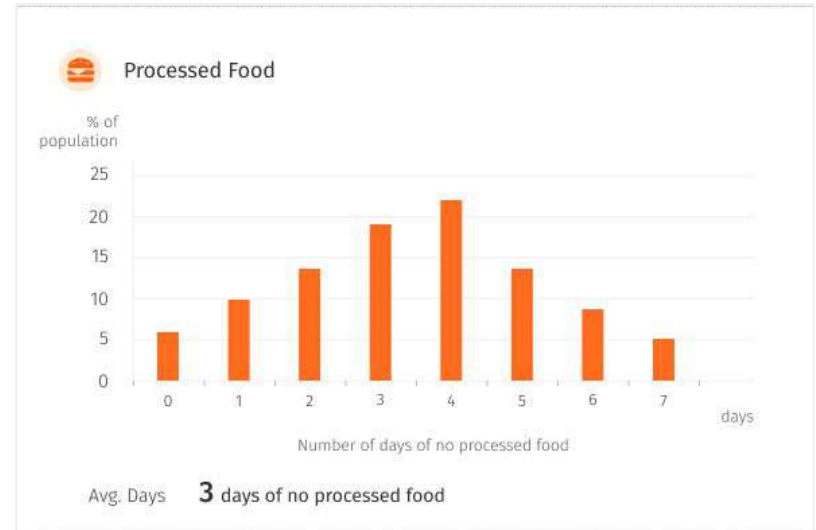 Processed Food
% of
population
25
20
15
10
5
0
0 1 2 3 4 5 6 7
days
Number of days of no processed food
Avg. Days 3 days of no processed food